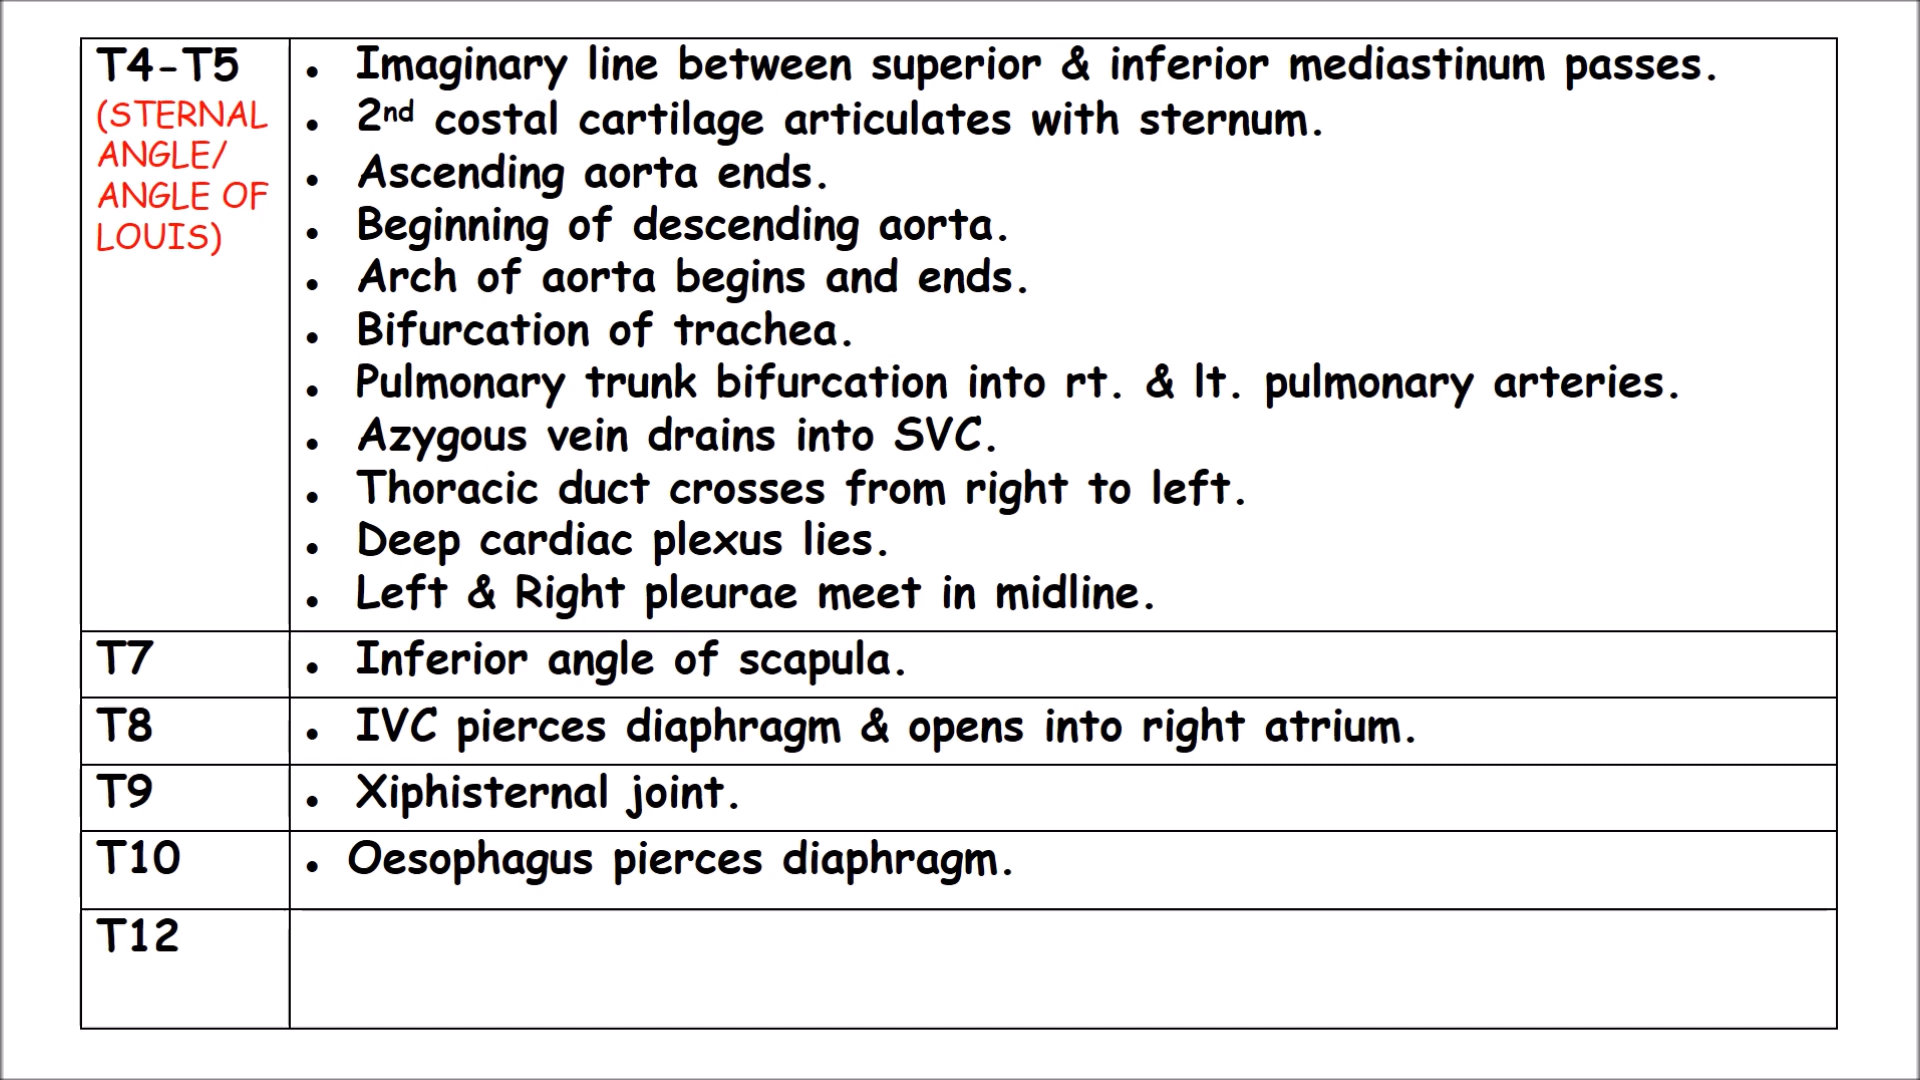 T4-T5
(STERNAL
ANGLE/
ANGLE OF
LOUIS)
• Imaginary line between superior & inferior mediastinum passes.
• 2nd costal cartilage articulates with sternum.
• Ascending aorta ends.
• Beginning of descending aorta.
• Arch of aorta begins and ends.
• Bifurcation of trachea.
• Pulmonary trunk bifurcation into rt. & lt. pulmonary arteries.
• Azygous vein drains into SVC.
• Thoracic duct crosses from right to left.
• Deep cardiac plexus lies.
• Left & Right pleurae meet in midline.
T7
• Inferior angle of scapula.
T8
• IVC pierces diaphragm & opens into right atrium.
T9
• Xiphisternal joint.
T10
• Oesophagus pierces diaphragm.
T12